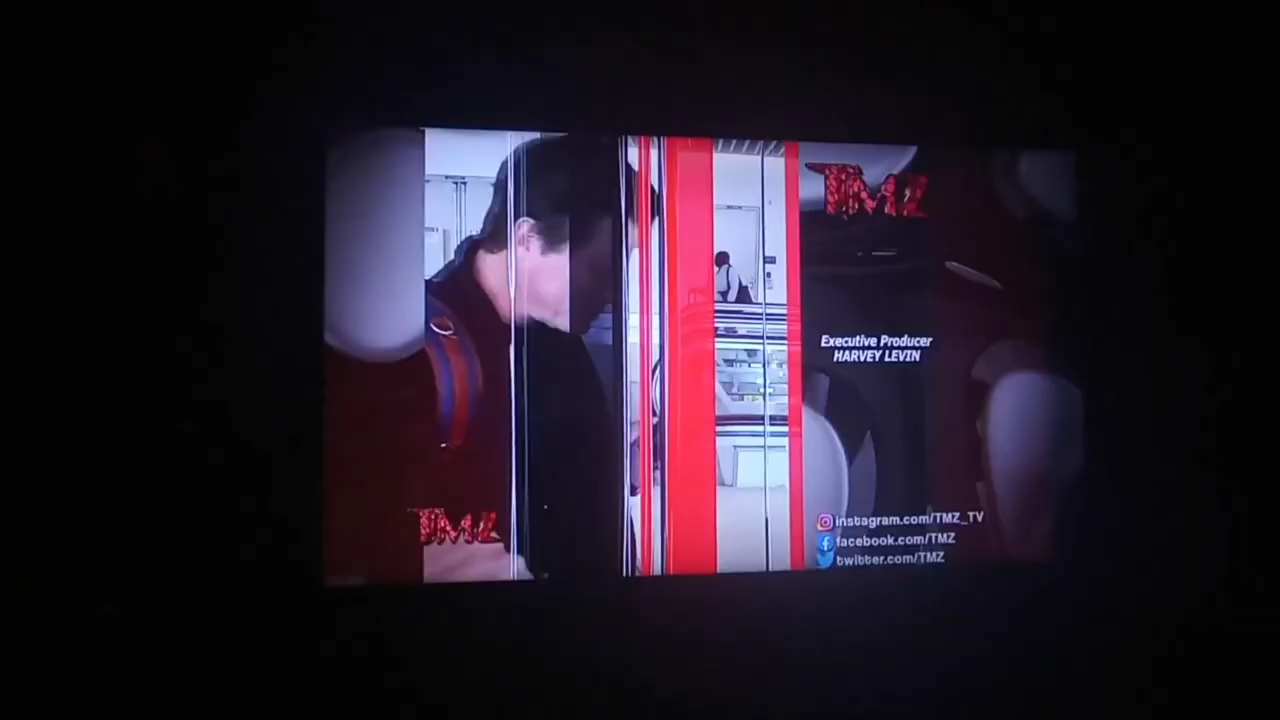 TMZ
Executive Producer
HARVEY LEVIN
TMZ
instagram.com/TMZ_TV
facebook.com/TMZ
twitter.com/TMZ